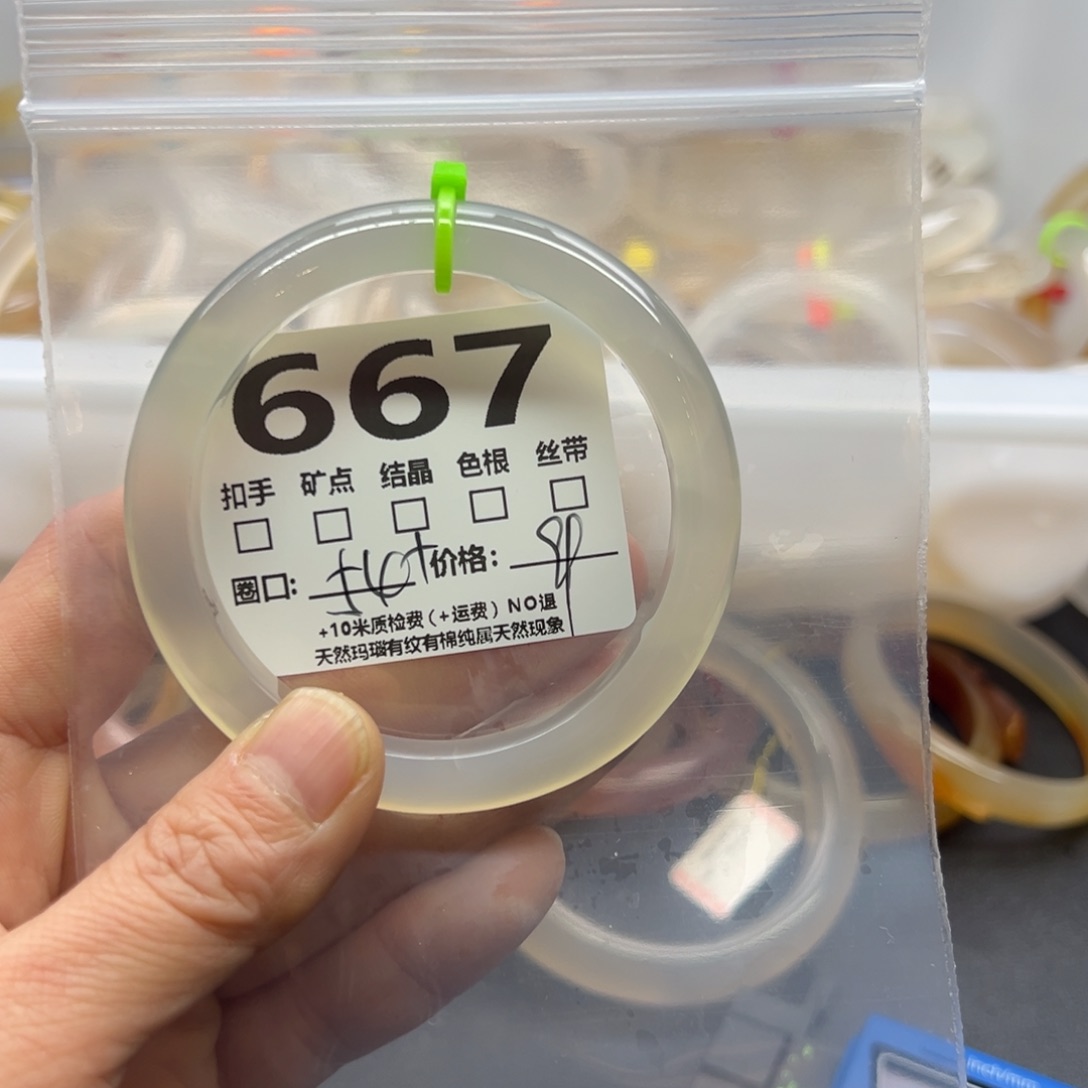 667
扣手 矿点 结晶 色根 丝带
圈口: 价格:
+10米质检费(+运费)NO退
天然玛瑙有纹有棉纯属天然现象